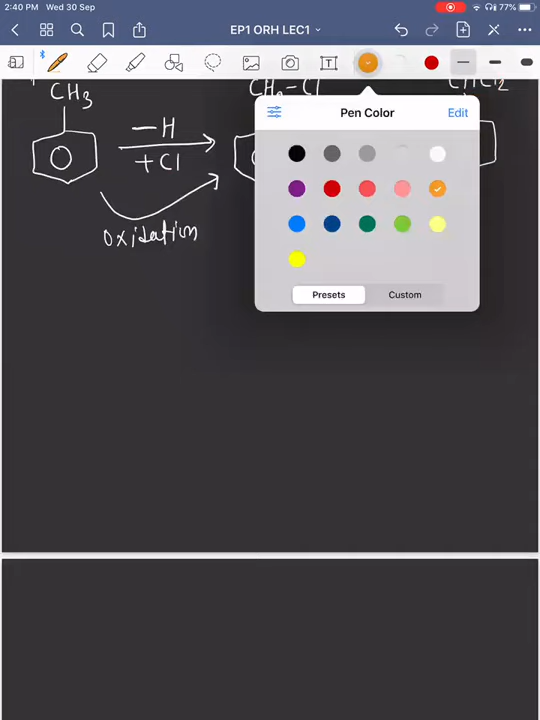 2:40 PM Wed 30 Sep
77%
EP1 ORH LEC1
T
CH3
CH2-Cl
CHCl2
-H
+Cl
oxidation
Pen Color
Edit
Presets
Custom